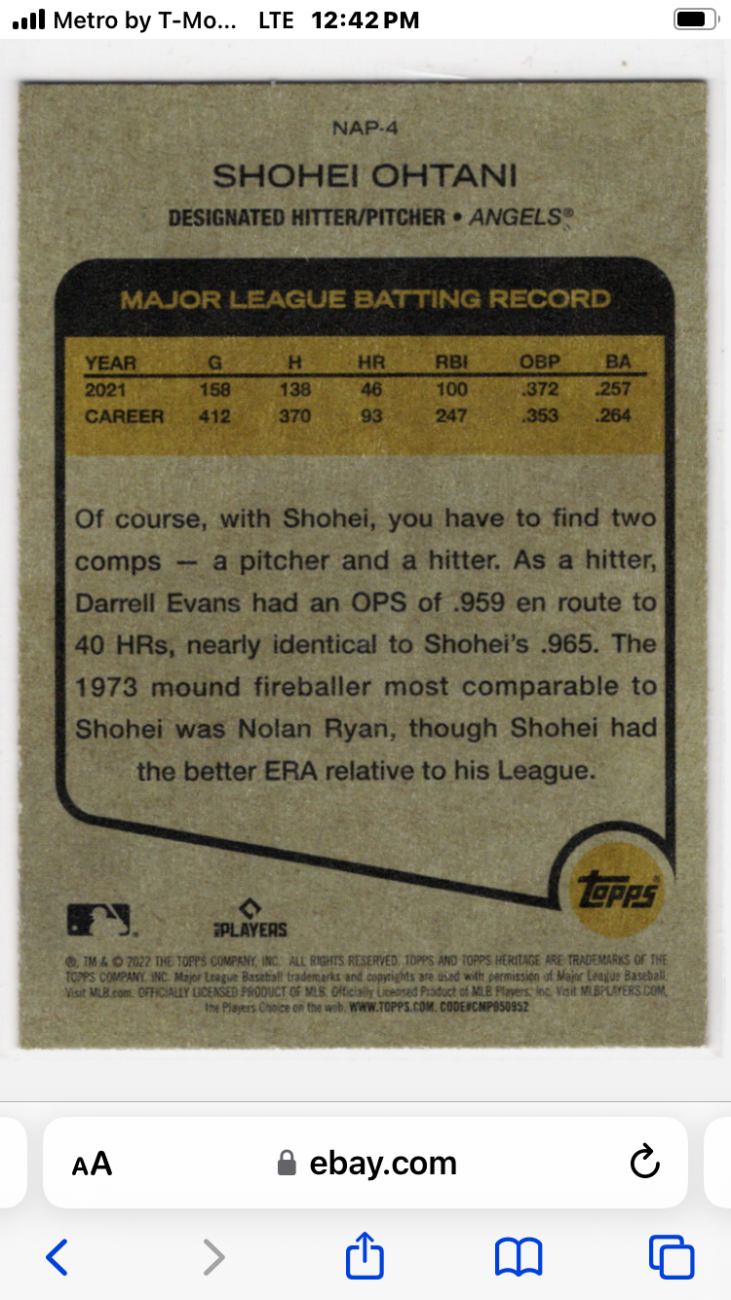 Metro by T-Mo... LTE 12:42 PM
NAP-4
SHOHEI OHTANI
DESIGNATED HITTER/PITCHER • ANGELS®
MAJOR LEAGUE BATTING RECORD
YEAR G H HR RBI OBP BA
2021 158 138 46 100 .372 .257
CAREER 412 370 93 247 .353 .264
Of course, with Shohei, you have to find two
comps — a pitcher and a hitter. As a hitter,
Darrell Evans had an OPS of .959 en route to
40 HRs, nearly identical to Shohei's .965. The
1973 mound fireballer most comparable to
Shohei was Nolan Ryan, though Shohei had
the better ERA relative to his League.
Topps®
PLAYERS
®, TM & © 2022 THE TOPPS COMPANY, INC. ALL RIGHTS RESERVED. TOPPS AND TOPPS HERITAGE ARE TRADEMARKS OF THE
TOPPS COMPANY, INC. Major League Baseball trademarks and copyrights are used with permission of Major League Baseball.
Visit MLB.com. OFFICIALLY LICENSED PRODUCT OF MLB. Officially Licensed Product of MLB Players, Inc. Visit MLBPLAYERS.COM,
the Players Choice on the web. WWW.TOPPS.COM. CODE#CMP850952
AA ebay.com